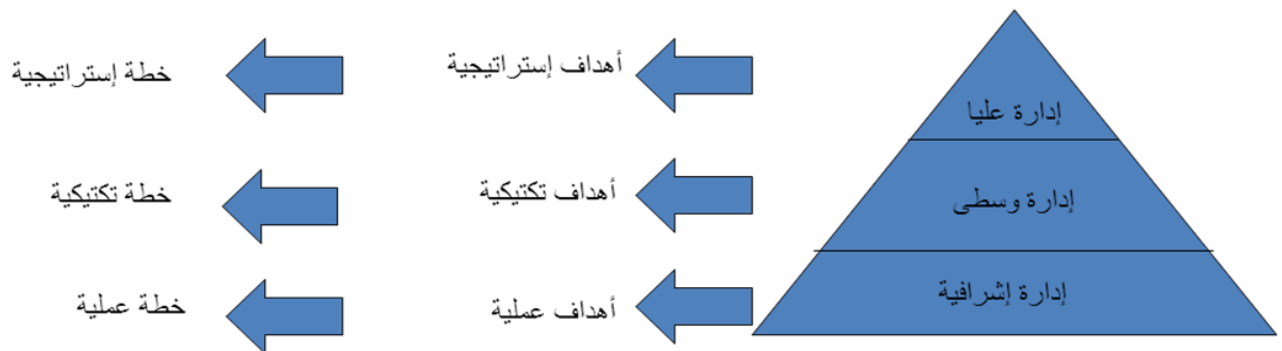 إدارة عليا
أهداف إستراتيجية
خطة إستراتيجية
إدارة وسطى
أهداف تكتيكية
خطة تكتيكية
إدارة إشرافية
أهداف عملية
خطة عملية